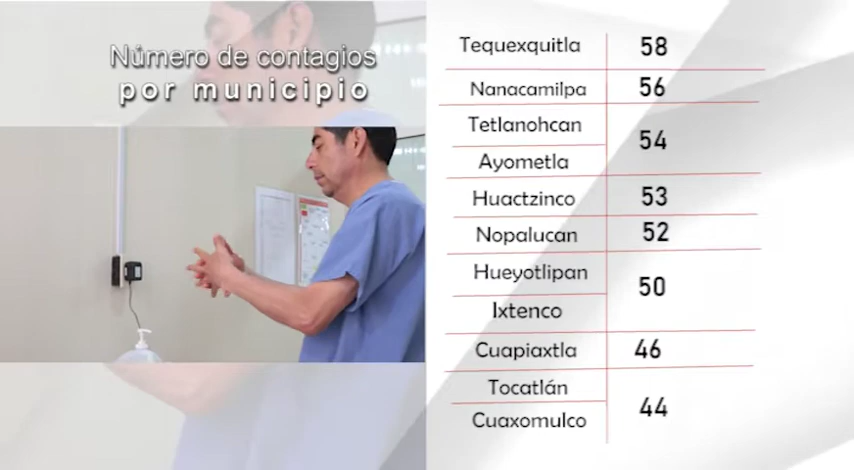 Número de contagios
por municipio
Tequexquitla 58
Nanacamilpa 56
Tetlanohcan
54
Ayometla
Huactzinco 53
Nopalucan 52
Hueyotlipan
50
Ixtenco
Cuapiaxtla 46
Tocatlán
44
Cuaxomulco